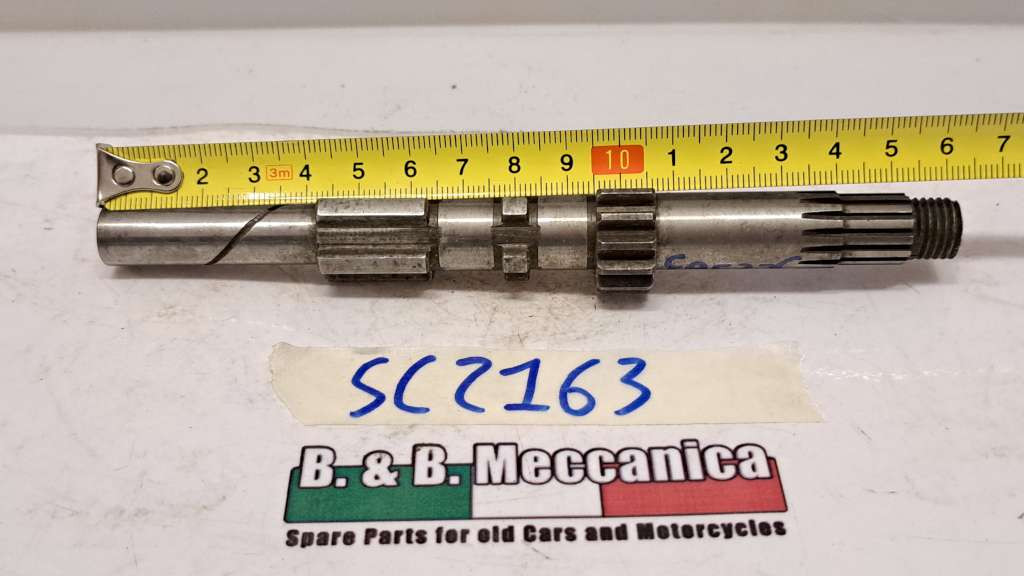 2 3 3m 4 5 6 7 8 9 10 1 2 3 4 5 6 7
SC2163
B. & B. Meccanica
Spare Parts for old Cars and Motorcycles